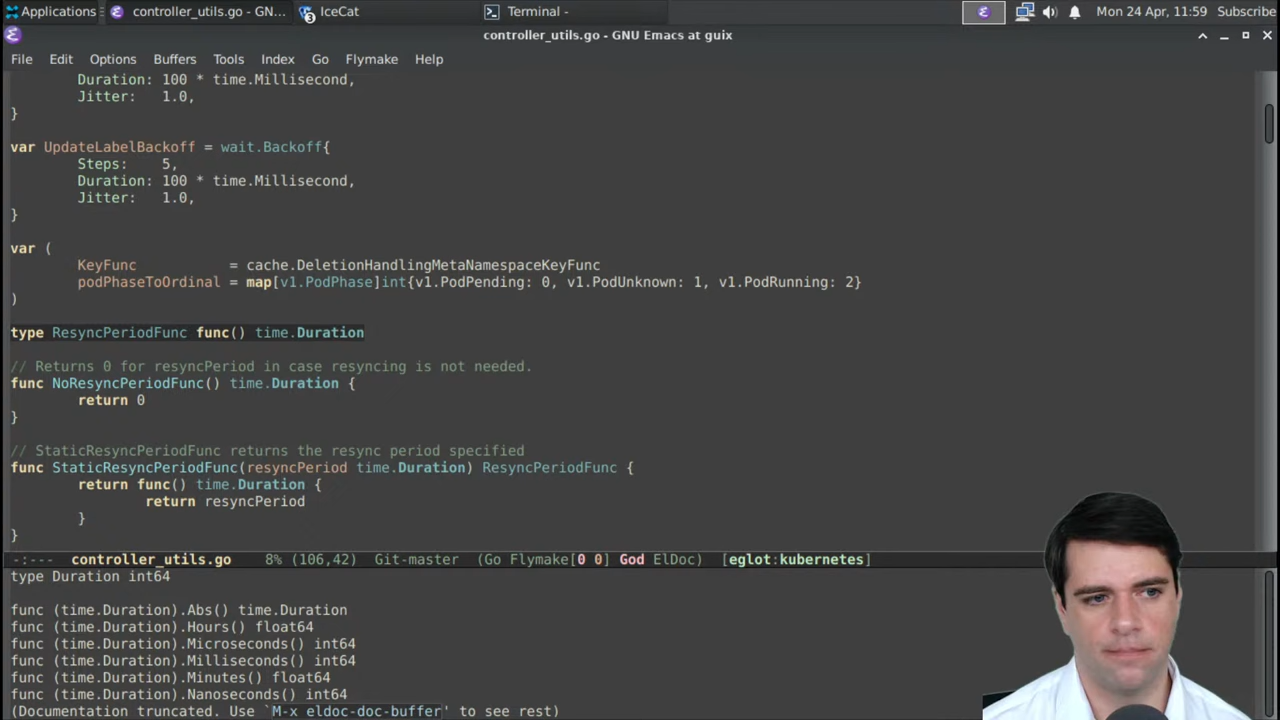 Applications
controller_utils.go - GN...
3 IceCat
Terminal -
Mon 24 Apr, 11:59 Subscribe
controller_utils.go - GNU Emacs at guix
File Edit Options Buffers Tools Index Go Flymake Help
Duration: 100 * time.Millisecond,
Jitter: 1.0,
}
var UpdateLabelBackoff = wait.Backoff{
Steps: 5,
Duration: 100 * time.Millisecond,
Jitter: 1.0,
}
var (
KeyFunc = cache.DeletionHandlingMetaNamespaceKeyFunc
podPhaseToOrdinal = map[v1.PodPhase]int{v1.PodPending: 0, v1.PodUnknown: 1, v1.PodRunning: 2}
)
type ResyncPeriodFunc func() time.Duration
// Returns 0 for resyncPeriod in case resyncing is not needed.
func NoResyncPeriodFunc() time.Duration {
return 0
}
// StaticResyncPeriodFunc returns the resync period specified
func StaticResyncPeriodFunc(resyncPeriod time.Duration) ResyncPeriodFunc {
return func() time.Duration {
return resyncPeriod
}
}
-:--- controller_utils.go 8% (106,42) Git-master (Go Flymake[0 0] God ElDoc) [eglot:kubernetes]
type Duration int64
func (time.Duration).Abs() time.Duration
func (time.Duration).Hours() float64
func (time.Duration).Microseconds() int64
func (time.Duration).Milliseconds() int64
func (time.Duration).Minutes() float64
func (time.Duration).Nanoseconds() int64
(Documentation truncated. Use `M-x eldoc-doc-buffer' to see rest)